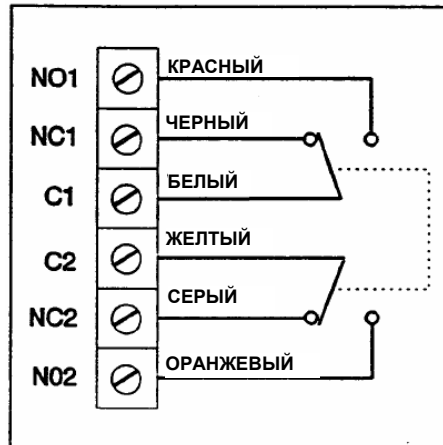 NO1 КРАСНЫЙ
NC1 ЧЕРНЫЙ
C1 БЕЛЫЙ
C2 ЖЕЛТЫЙ
NC2 СЕРЫЙ
N02 ОРАНЖЕВЫЙ